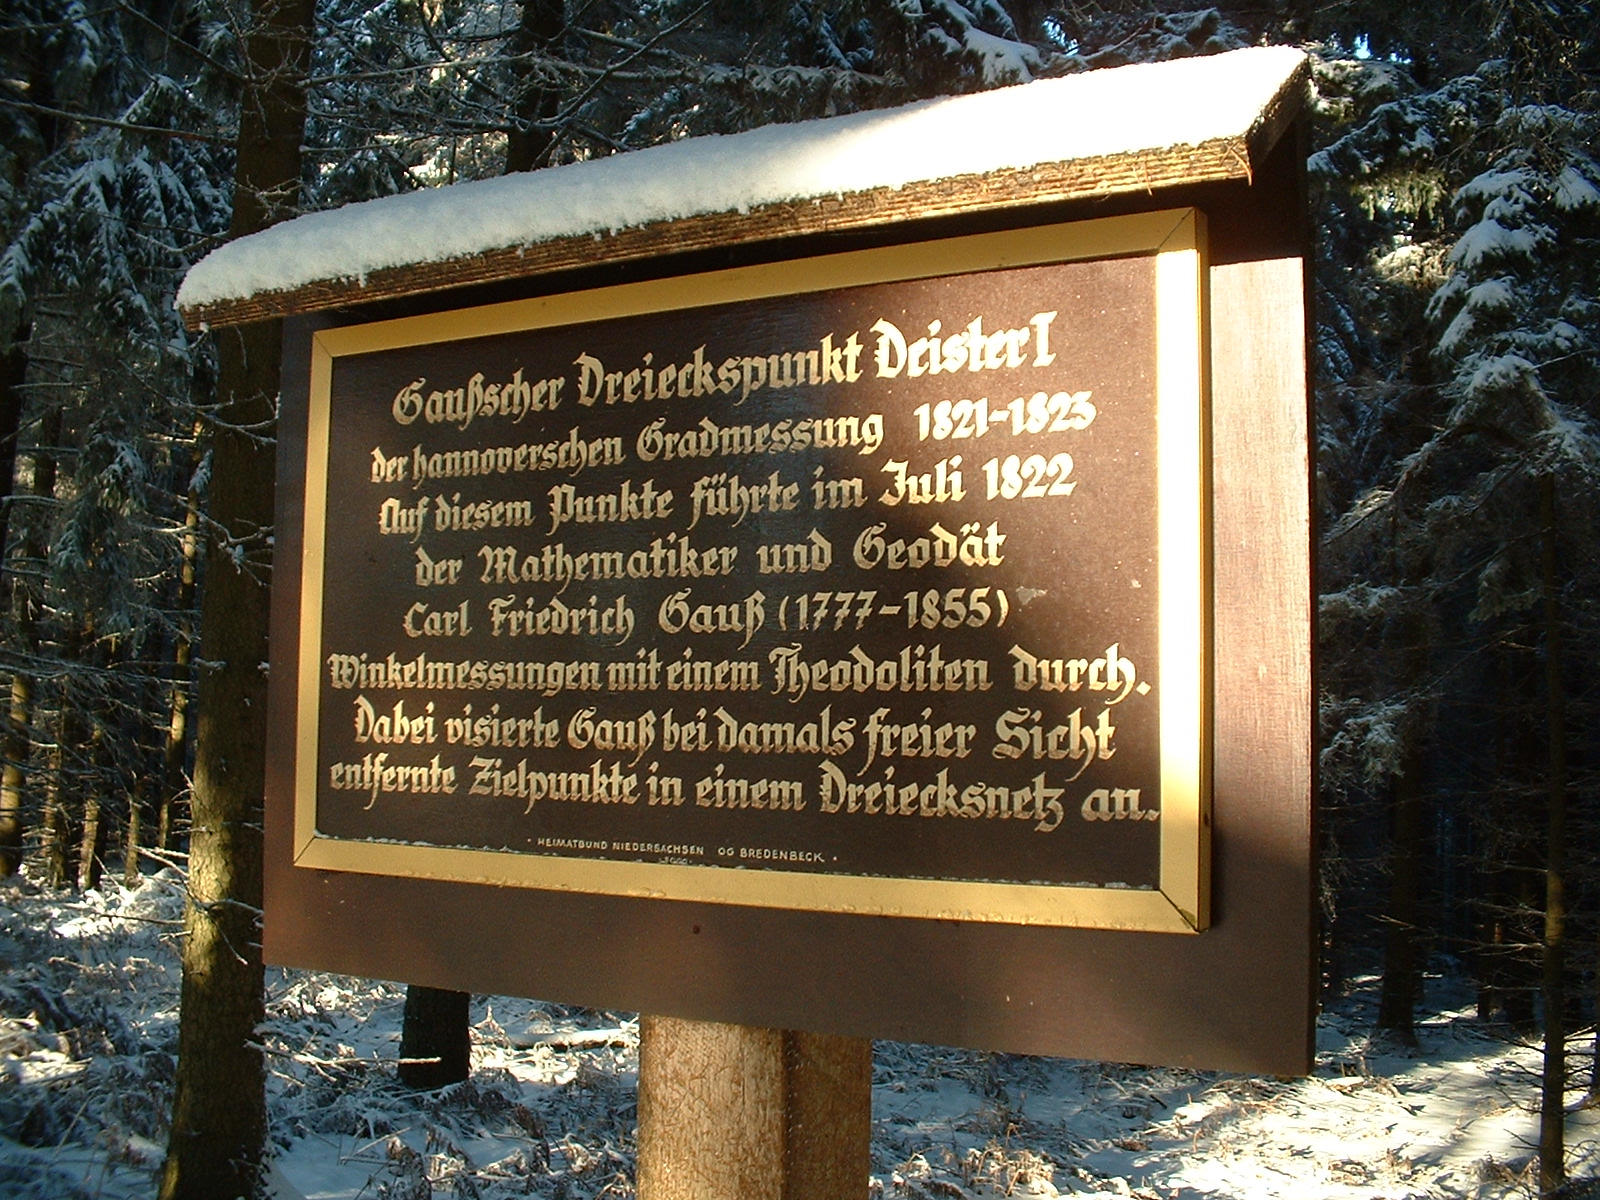 Gaußscher Dreieckspunkt Deister I
der hannoverschen Gradmessung 1821-1823
Auf diesem Punkte führte im Juli 1822
der Mathematiker und Geodät
Carl Friedrich Gauß (1777-1855)
Winkelmessungen mit einem Theodoliten durch.
Dabei visierte Gauß bei damals freier Sicht
entfernte Zielpunkte in einem Dreiecksnetz an.
· HEIMATBUND NIEDERSACHSEN OG BREDENBECK ·